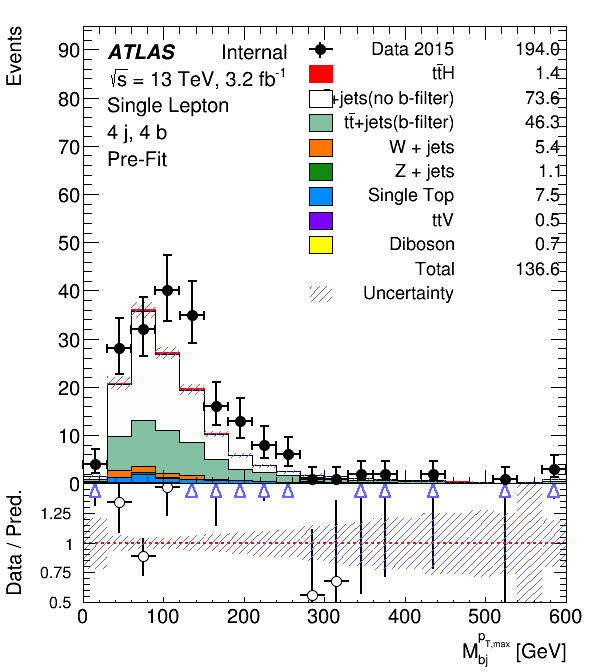 Events
ATLAS Internal
√s = 13 TeV, 3.2 fb-1
Single Lepton
4 j, 4 b
Pre-Fit
Data 2015 194.0
tt̄H 1.4
+jets(no b-filter) 73.6
tt̄+jets(b-filter) 46.3
W + jets 5.4
Z + jets 1.1
Single Top 7.5
ttV 0.5
Diboson 0.7
Total 136.6
Uncertainty
90
80
70
60
50
40
30
20
10
0
Data / Pred.
1.25
1
0.75
0.5
0 100 200 300 400 500 600
M_bj^pT,max [GeV]